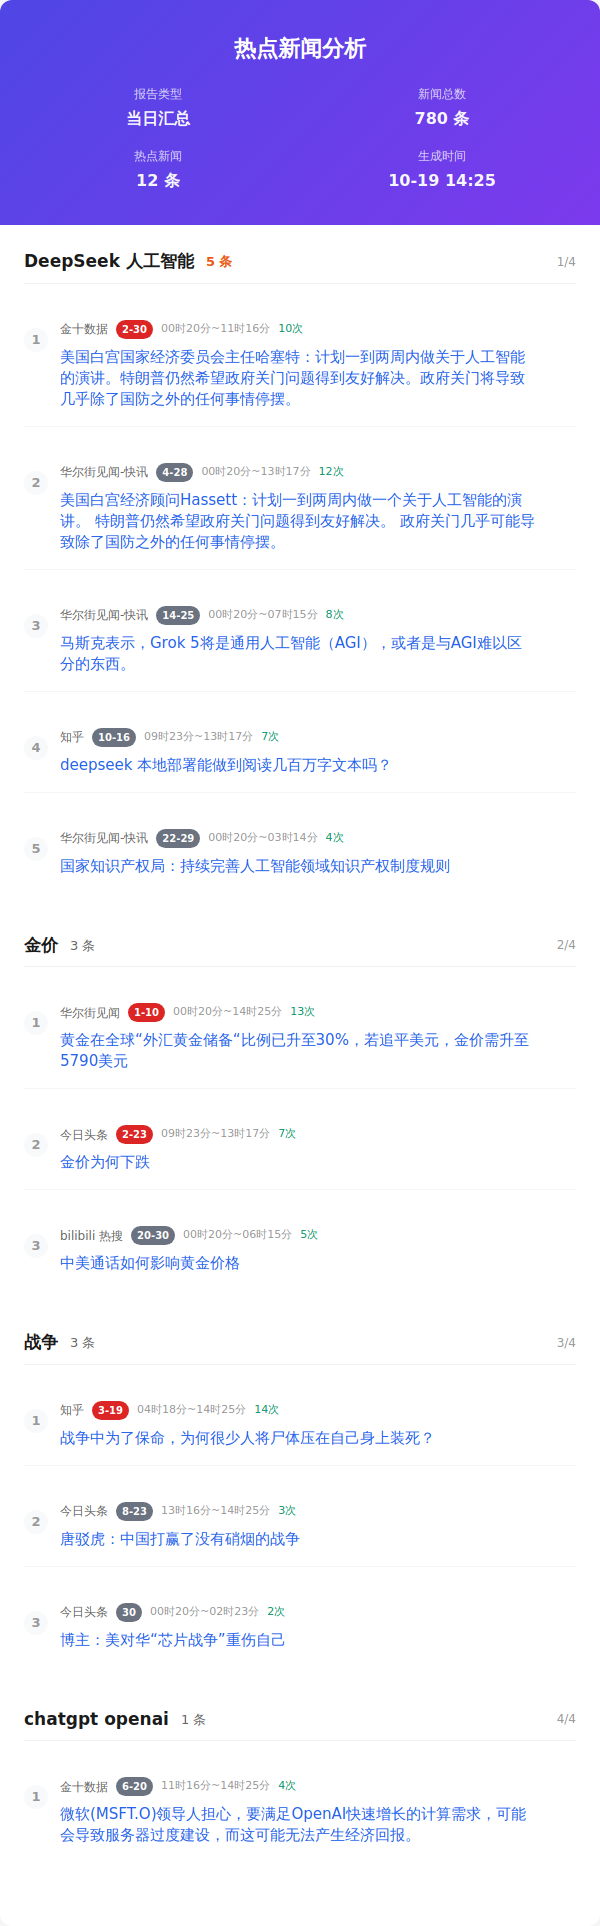 热点新闻分析
报告类型
新闻总数
当日汇总
780 条
热点新闻
生成时间
12 条
10-19 14:25
DeepSeek 人工智能 5 条 1/4
1
金十数据 2-30 00时20分~11时16分 10次
美国白宫国家经济委员会主任哈塞特：计划一到两周内做关于人工智能
的演讲。特朗普仍然希望政府关门问题得到友好解决。政府关门将导致
几乎除了国防之外的任何事情停摆。
2
华尔街见闻-快讯 4-28 00时20分~13时17分 12次
美国白宫经济顾问Hassett：计划一到两周内做一个关于人工智能的演
讲。 特朗普仍然希望政府关门问题得到友好解决。 政府关门几乎可能导
致除了国防之外的任何事情停摆。
3
华尔街见闻-快讯 14-25 00时20分~07时15分 8次
马斯克表示，Grok 5将是通用人工智能（AGI），或者是与AGI难以区
分的东西。
4
知乎 10-16 09时23分~13时17分 7次
deepseek 本地部署能做到阅读几百万字文本吗？
5
华尔街见闻-快讯 22-29 00时20分~03时14分 4次
国家知识产权局：持续完善人工智能领域知识产权制度规则
金价 3 条 2/4
1
华尔街见闻 1-10 00时20分~14时25分 13次
黄金在全球“外汇黄金储备“比例已升至30%，若追平美元，金价需升至
5790美元
2
今日头条 2-23 09时23分~13时17分 7次
金价为何下跌
3
bilibili 热搜 20-30 00时20分~06时15分 5次
中美通话如何影响黄金价格
战争 3 条 3/4
1
知乎 3-19 04时18分~14时25分 14次
战争中为了保命，为何很少人将尸体压在自己身上装死？
2
今日头条 8-23 13时16分~14时25分 3次
唐驳虎：中国打赢了没有硝烟的战争
3
今日头条 30 00时20分~02时23分 2次
博主：美对华“芯片战争”重伤自己
chatgpt openai 1 条 4/4
1
金十数据 6-20 11时16分~14时25分 4次
微软(MSFT.O)领导人担心，要满足OpenAI快速增长的计算需求，可能
会导致服务器过度建设，而这可能无法产生经济回报。